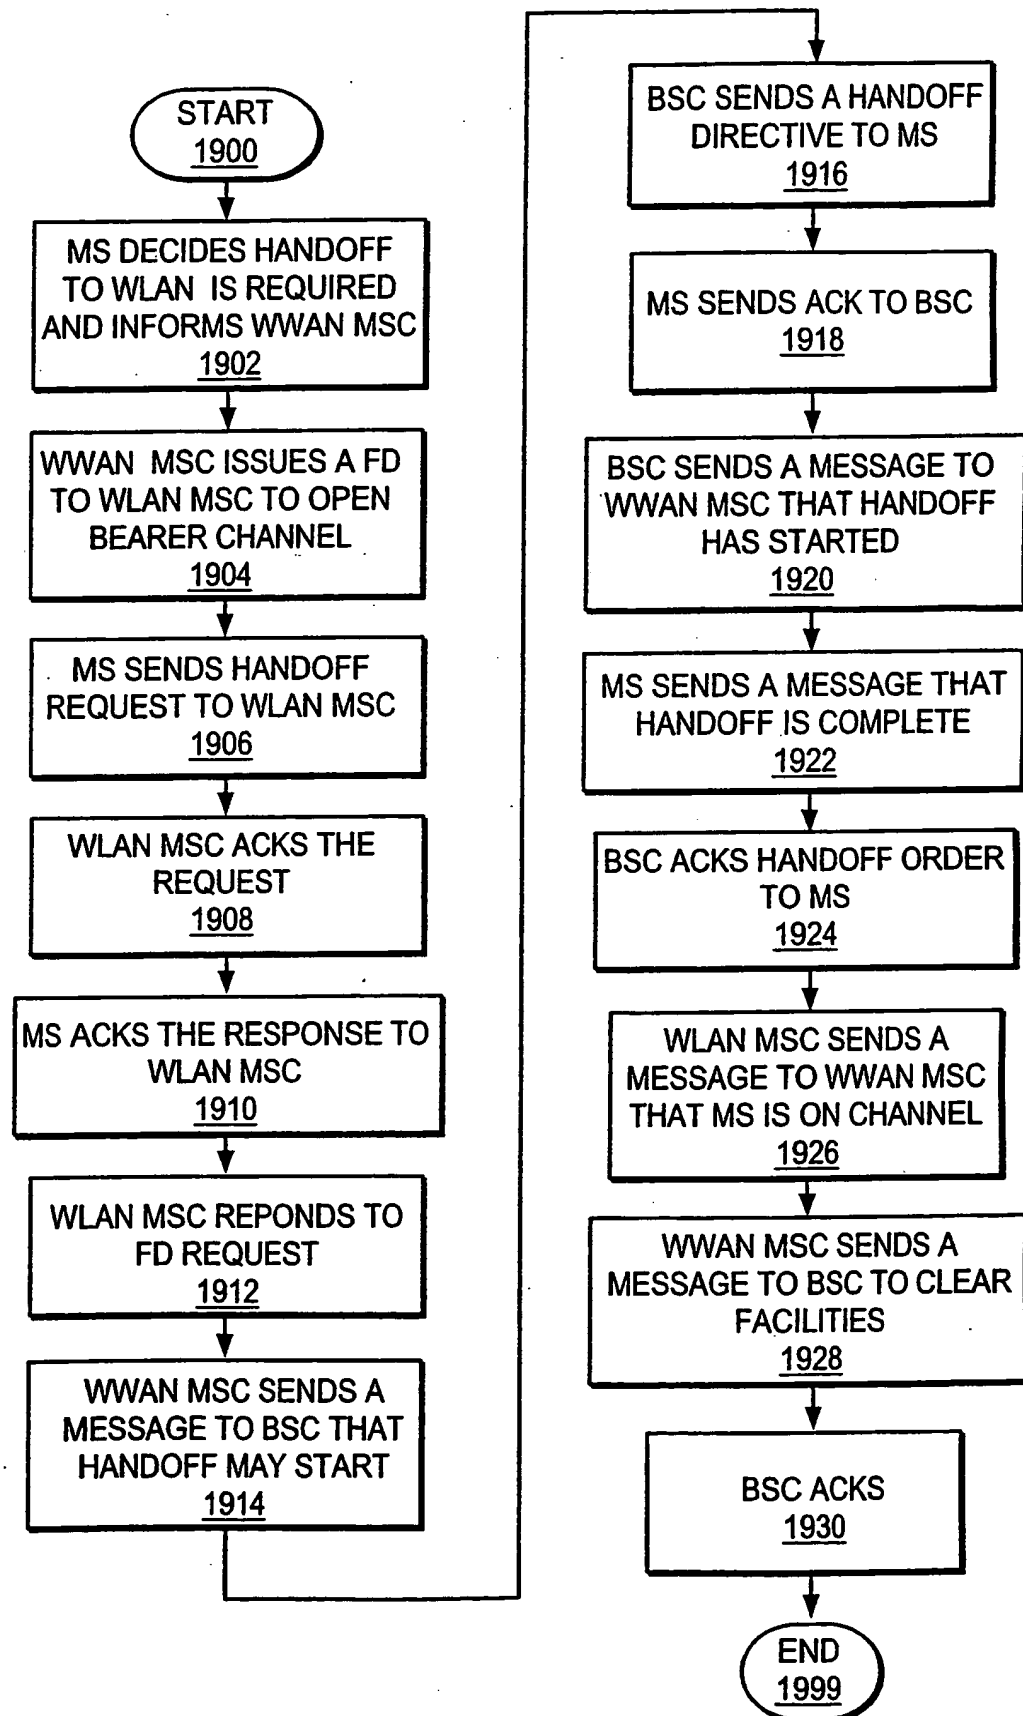 START
1900
MS DECIDES HANDOFF
TO WLAN IS REQUIRED
AND INFORMS WWAN MSC
1902
WWAN MSC ISSUES A FD
TO WLAN MSC TO OPEN
BEARER CHANNEL
1904
MS SENDS HANDOFF
REQUEST TO WLAN MSC
1906
WLAN MSC ACKS THE
REQUEST
1908
MS ACKS THE RESPONSE TO
WLAN MSC
1910
WLAN MSC REPONDS TO
FD REQUEST
1912
WWAN MSC SENDS A
MESSAGE TO BSC THAT
HANDOFF MAY START
1914
BSC SENDS A HANDOFF
DIRECTIVE TO MS
1916
MS SENDS ACK TO BSC
1918
BSC SENDS A MESSAGE TO
WWAN MSC THAT HANDOFF
HAS STARTED
1920
MS SENDS A MESSAGE THAT
HANDOFF IS COMPLETE
1922
BSC ACKS HANDOFF ORDER
TO MS
1924
WLAN MSC SENDS A
MESSAGE TO WWAN MSC
THAT MS IS ON CHANNEL
1926
WWAN MSC SENDS A
MESSAGE TO BSC TO CLEAR
FACILITIES
1928
BSC ACKS
1930
END
1999